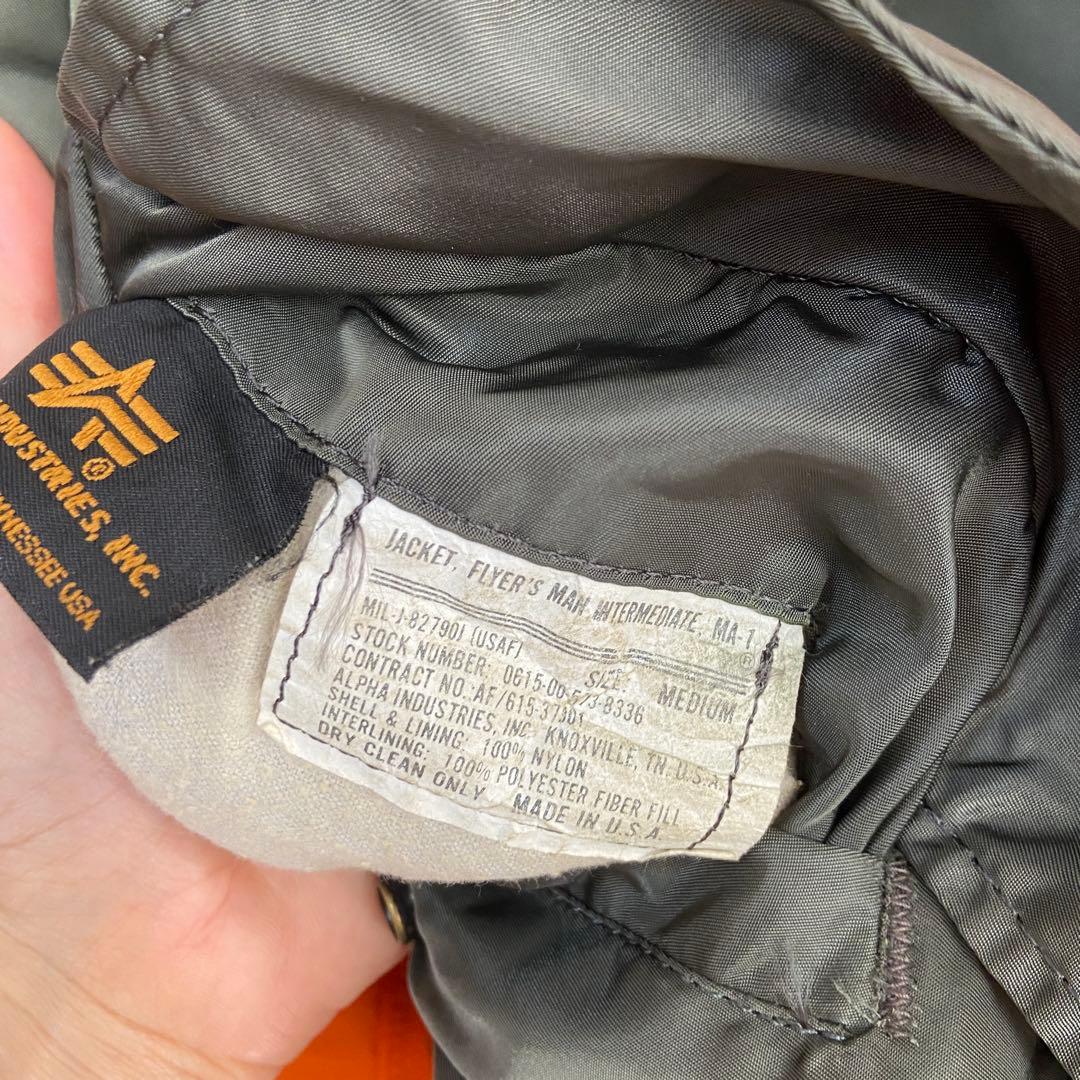 INDUSTRIES, INC.
TENNESSEE USA
JACKET, FLYER'S MAN, INTERMEDIATE, MA-1
®
SIZE: MEDIUM
MIL-J-82790J (USAF)
STOCK NUMBER: 0615-00-573-8336
CONTRACT NO: AF/615-37301
ALPHA INDUSTRIES, INC. KNOXVILLE, TN. U.S.A.
SHELL & LINING. 100% NYLON
INTERLINING. 100% POLYESTER FIBER FILL
DRY CLEAN ONLY MADE IN U.S.A.